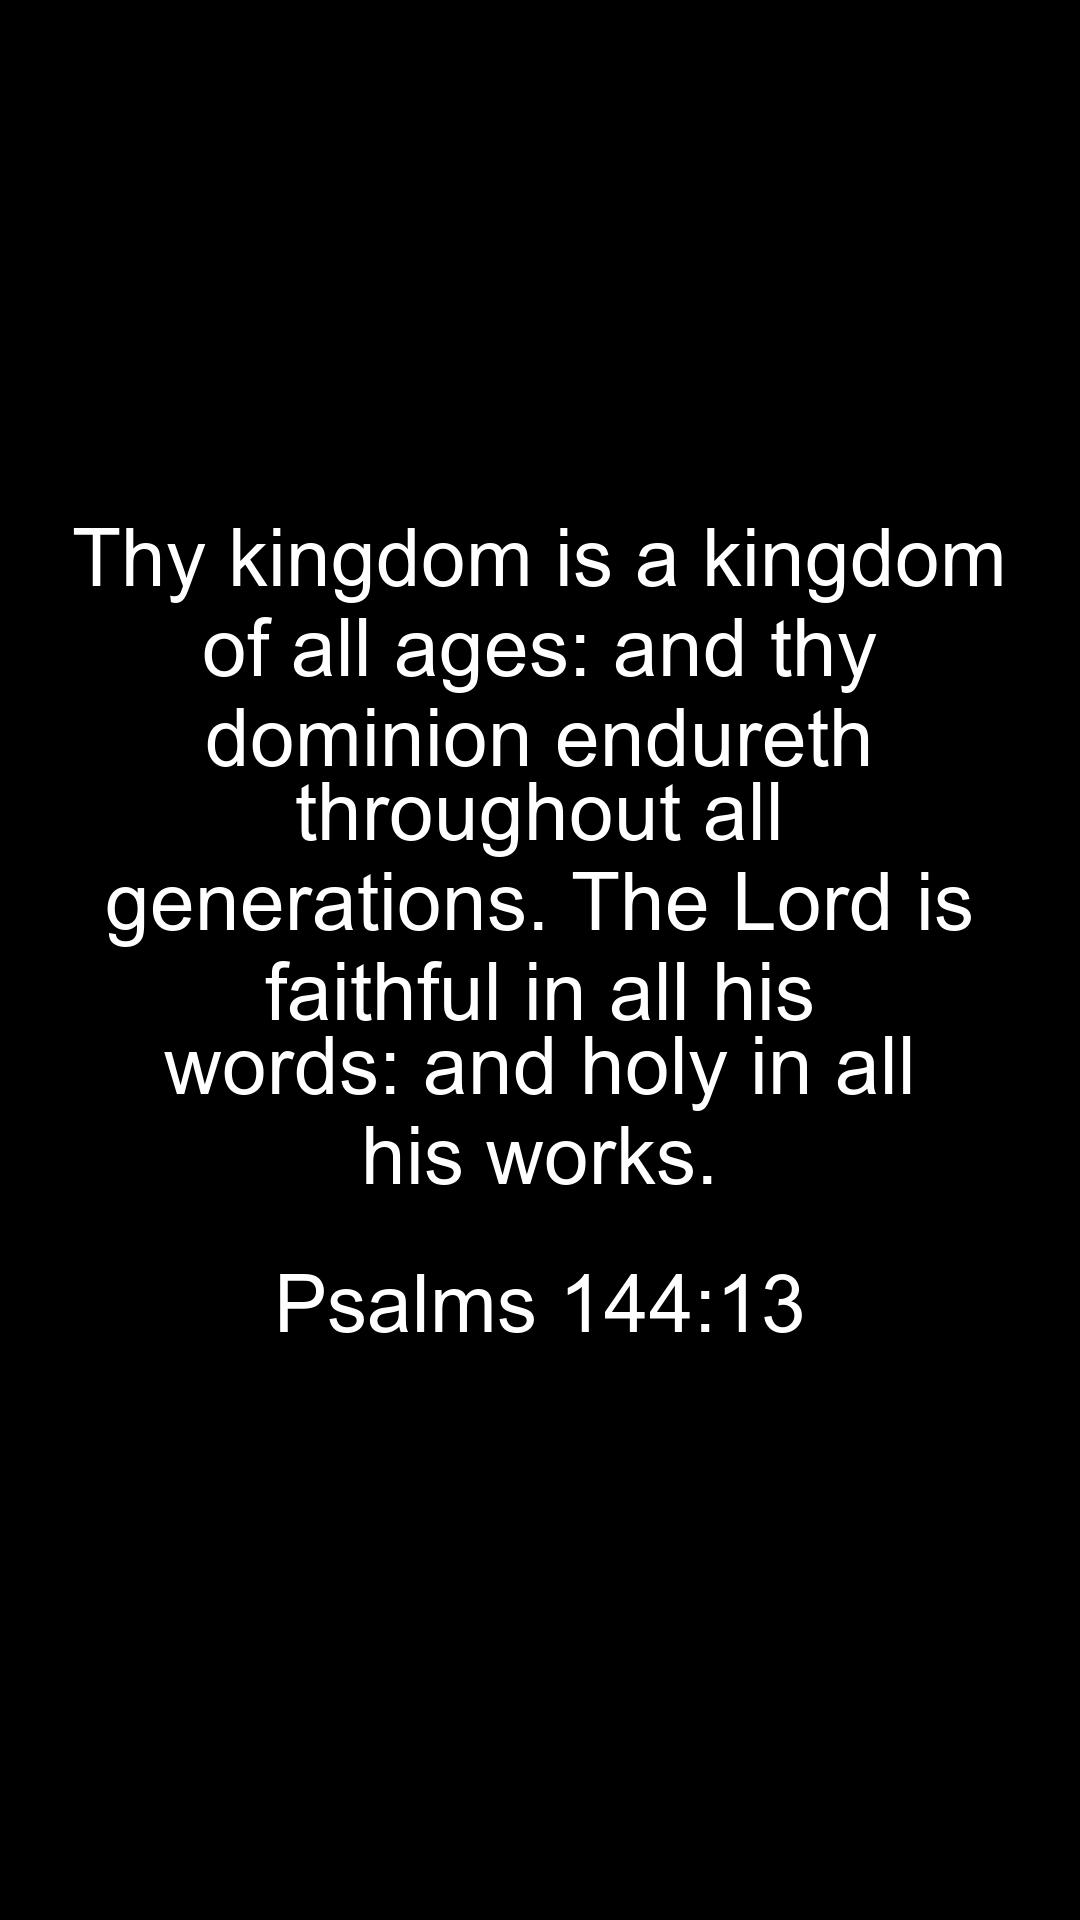 Thy kingdom is a kingdom
of all ages: and thy
dominion endureth
throughout all
generations. The Lord is
faithful in all his
words: and holy in all
his works.
Psalms 144:13